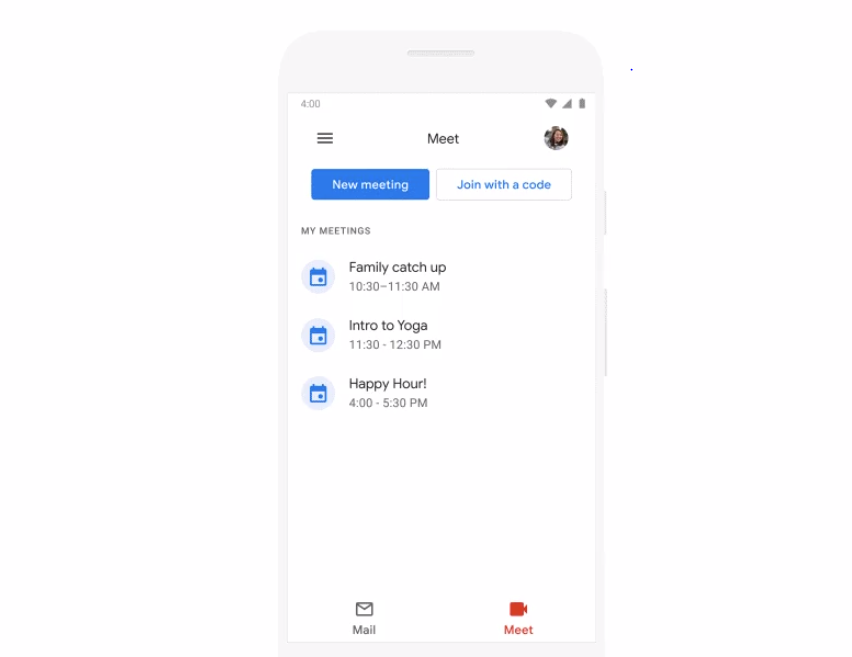 4:00
Meet
New meeting
Join with a code
MY MEETINGS
Family catch up
10:30–11:30 AM
Intro to Yoga
11:30 - 12:30 PM
Happy Hour!
4:00 - 5:30 PM
Mail
Meet